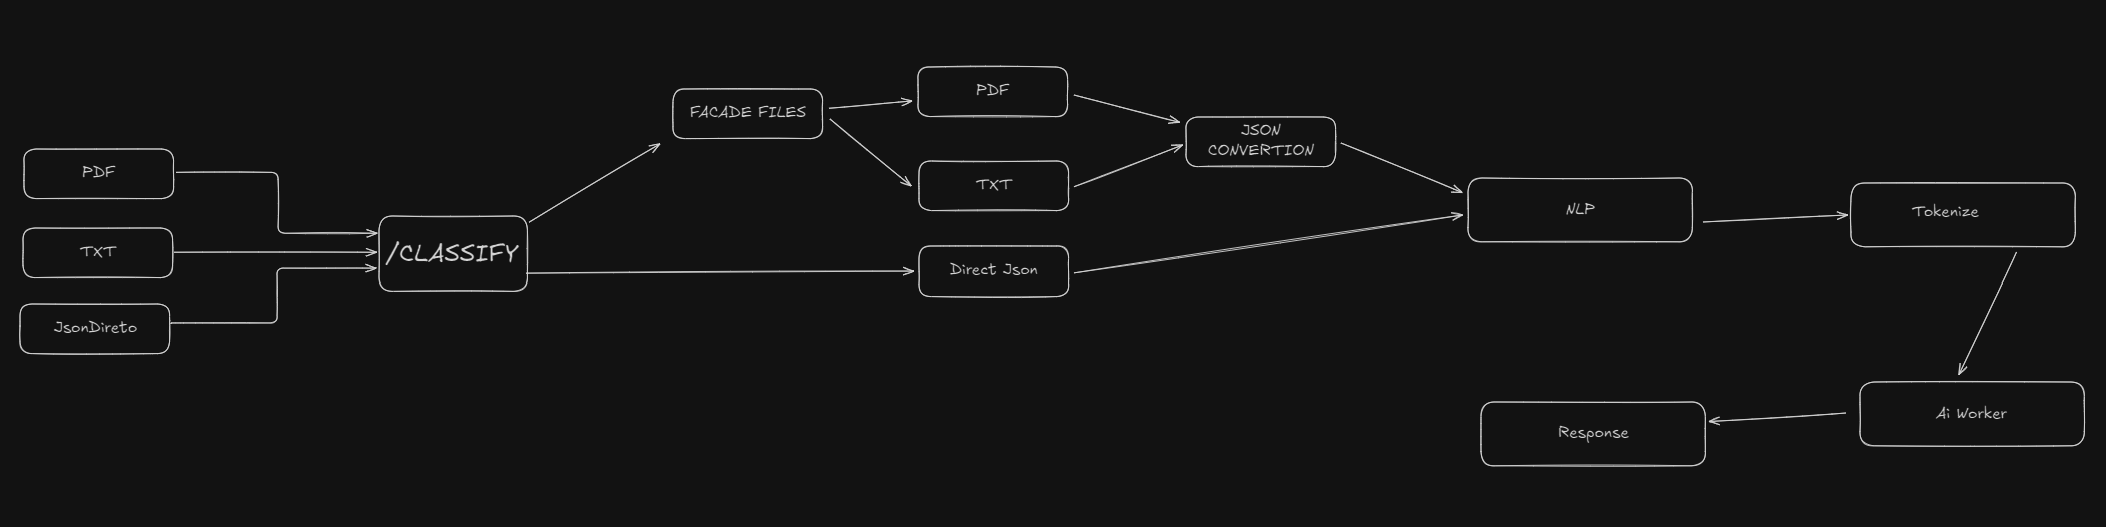 PDF
TXT
JsonDireto
/CLASSIFY
FACADE FILES
PDF
TXT
Direct Json
JSON
CONVERTION
NLP
Tokenize
Ai Worker
Response